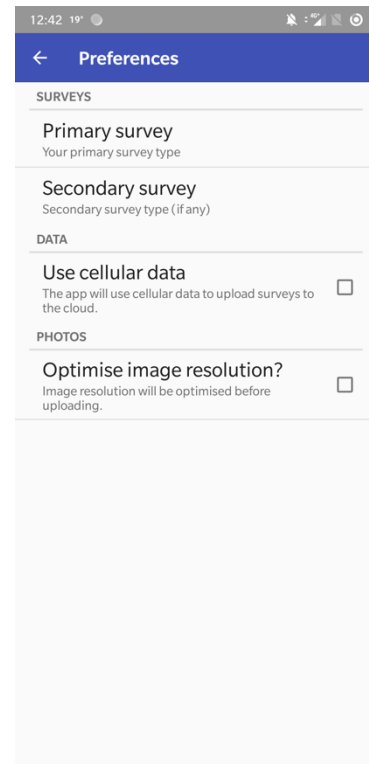 12:42 19°
4G+
Preferences
SURVEYS
Primary survey
Your primary survey type
Secondary survey
Secondary survey type (if any)
DATA
Use cellular data
The app will use cellular data to upload surveys to
the cloud.
PHOTOS
Optimise image resolution?
Image resolution will be optimised before
uploading.